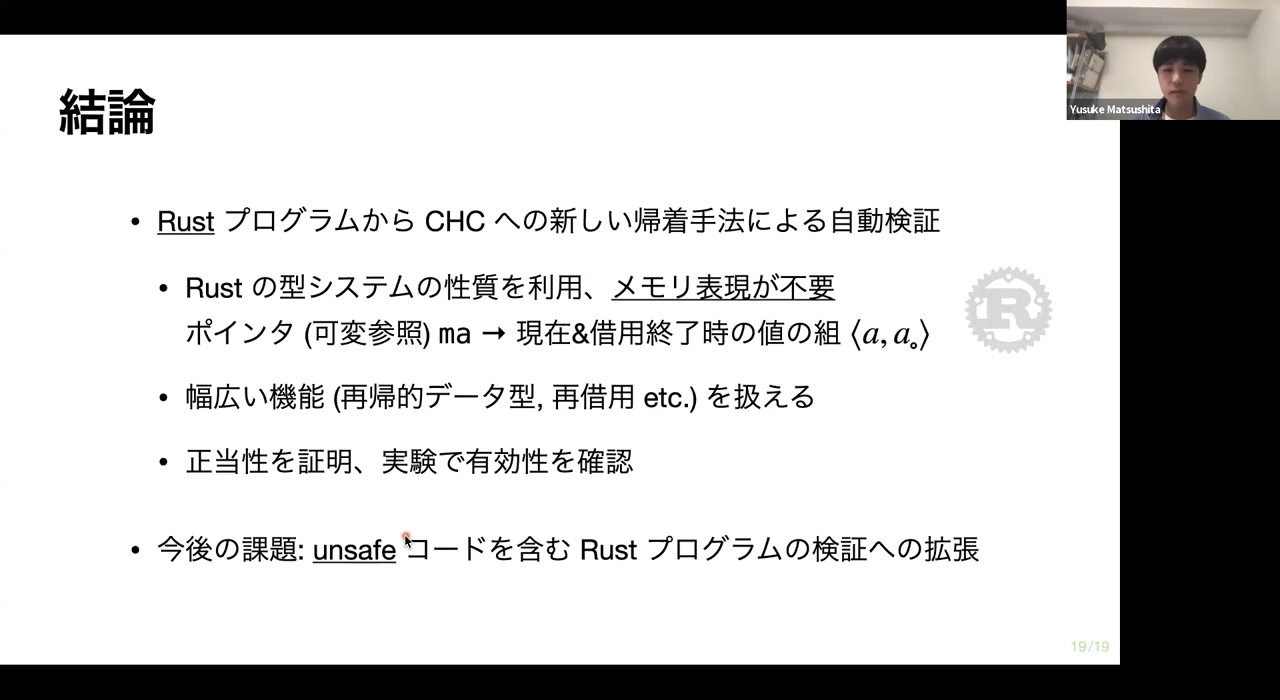 結論
Yusuke Matsushita
• Rust プログラムから CHC への新しい帰着手法による自動検証
• Rust の型システムの性質を利用、メモリ表現が不要
ポインタ (可変参照) ma → 現在&借用終了時の値の組 ⟨a, a∘⟩
• 幅広い機能 (再帰的データ型, 再借用 etc.) を扱える
• 正当性を証明、実験で有効性を確認
• 今後の課題: unsafe コードを含む Rust プログラムの検証への拡張
R
19/19